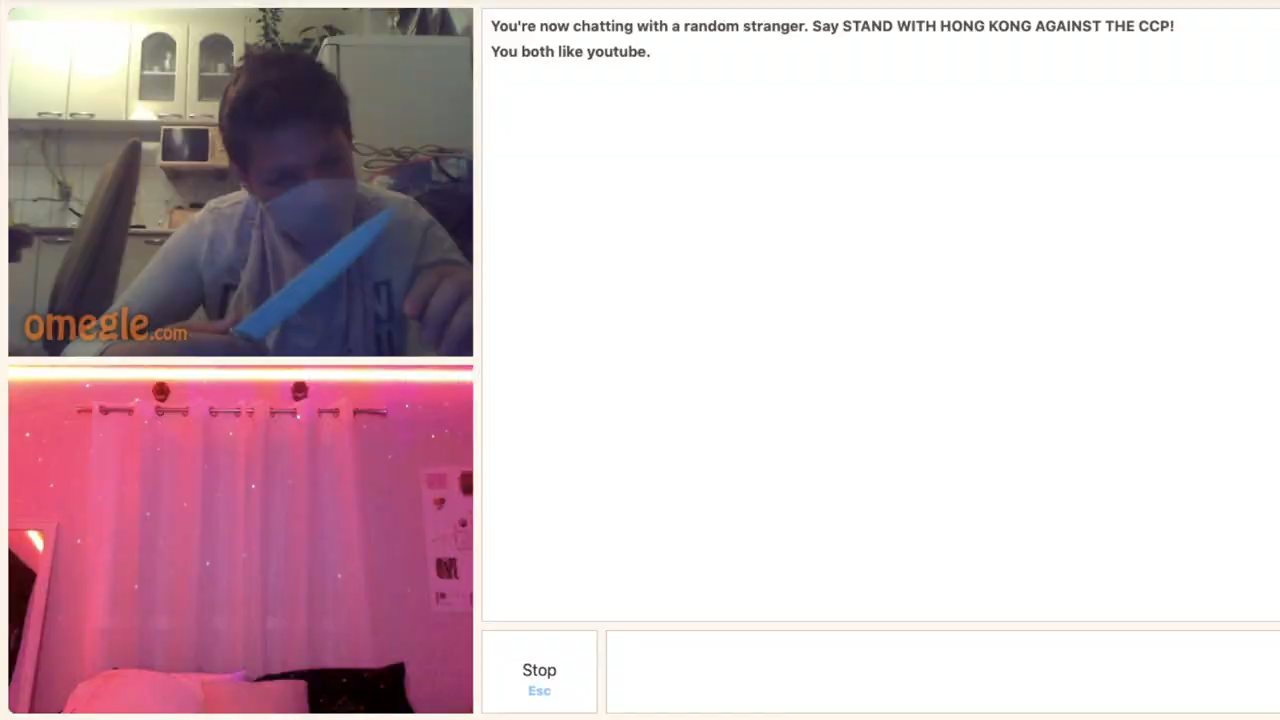 You're now chatting with a random stranger. Say STAND WITH HONG KONG AGAINST THE CCP!
You both like youtube.
omegle.com
Stop
Esc